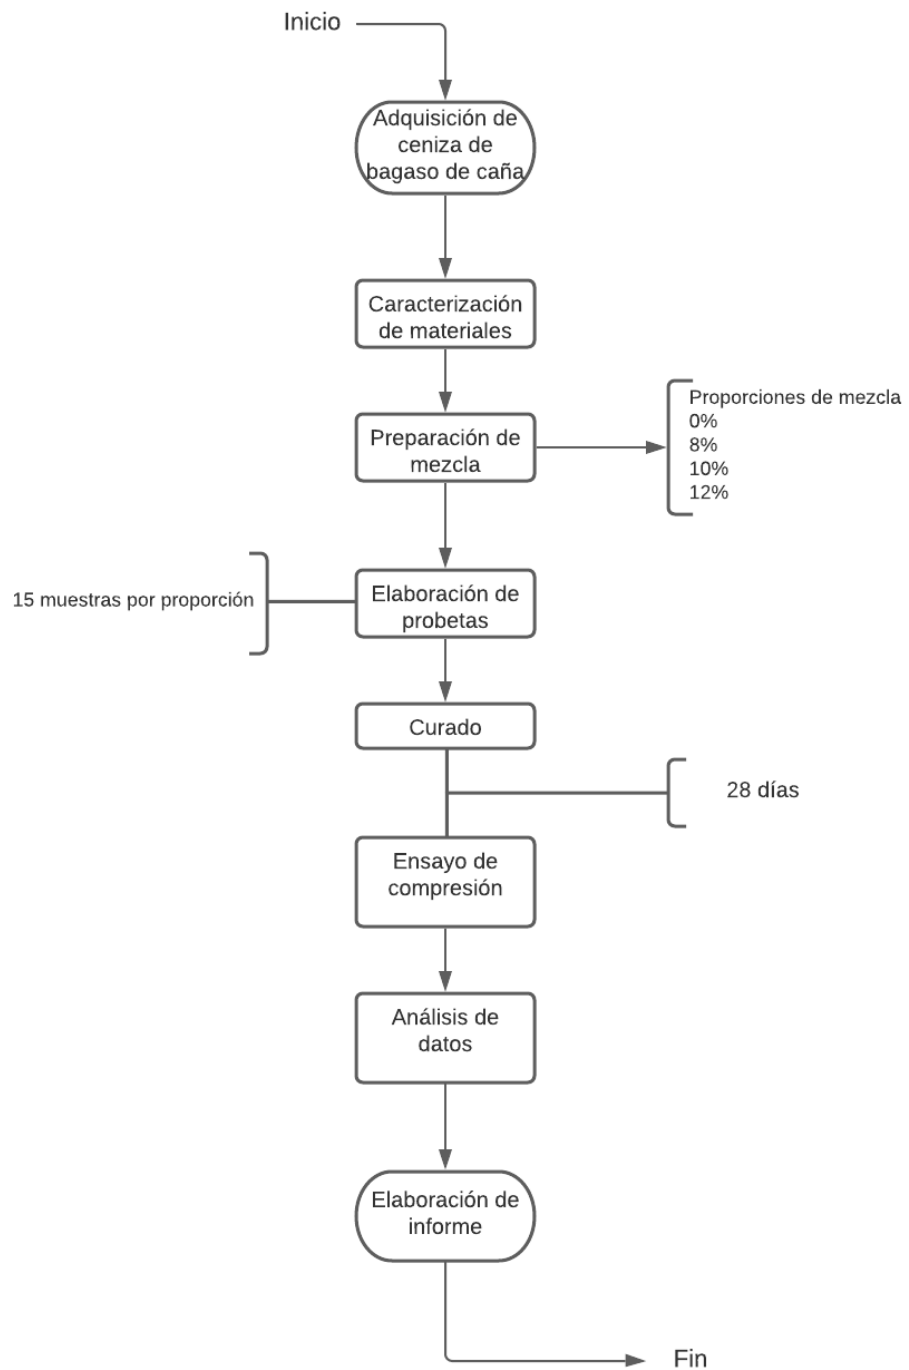 Inicio
Adquisición de
ceniza de
bagaso de caña
Caracterización
de materiales
Preparación de
mezcla
Proporciones de mezcla
0%
8%
10%
12%
15 muestras por proporción
Elaboración de
probetas
Curado
28 días
Ensayo de
compresión
Análisis de
datos
Elaboración de
informe
Fin